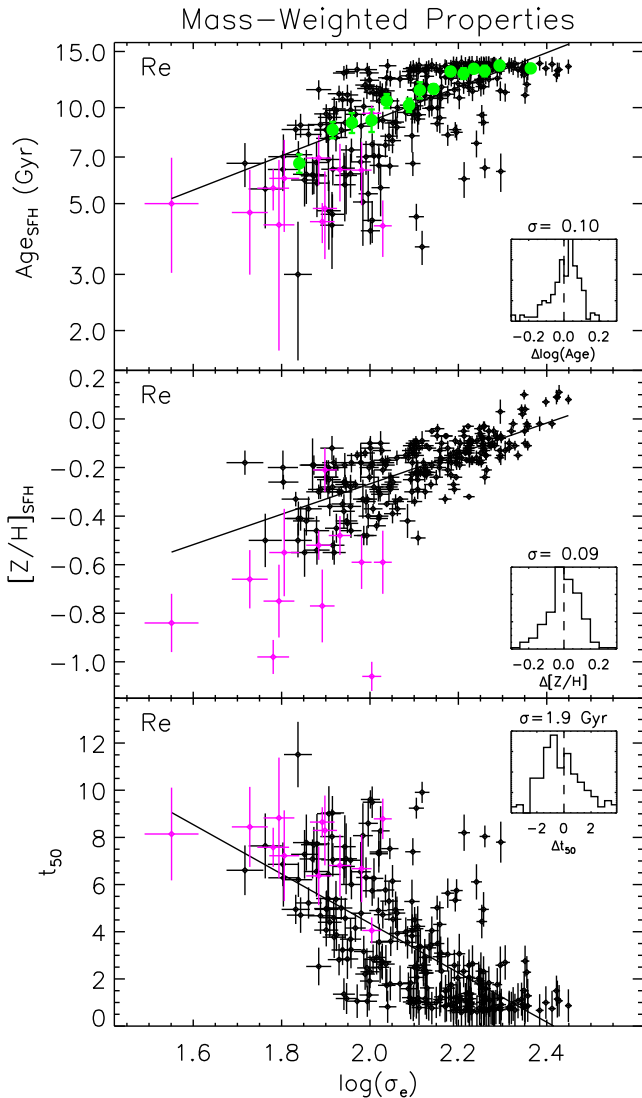 Mass−Weighted Properties
Re
15.0
10.0
7.0
5.0
3.0
2.0
Age_SFH (Gyr)
σ= 0.10
−0.2 0.0 0.2
Δlog(Age)
Re
0.2
0.0
−0.2
−0.4
−0.6
−0.8
−1.0
[Z/H]_SFH
σ= 0.09
−0.2 0.0 0.2
Δ[Z/H]
Re
12
10
8
6
4
2
0
t_50
σ=1.9 Gyr
−2 0 2
Δt_50
1.6 1.8 2.0 2.2 2.4
log(σ_e)